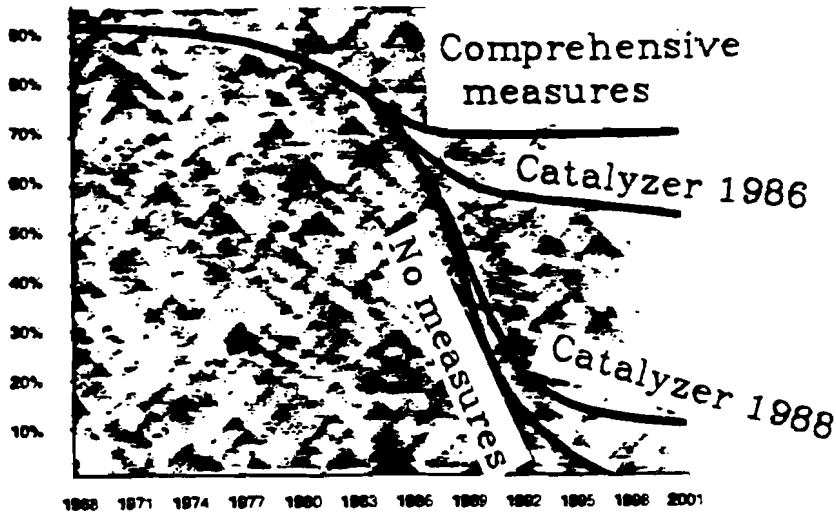 90%
Comprehensive
measures
80%
70%
Catalyzer 1986
60%
50%
No measures
40%
30%
Catalyzer 1988
20%
10%
1968 1971 1974 1977 1980 1983 1986 1989 1992 1995 1998 2001